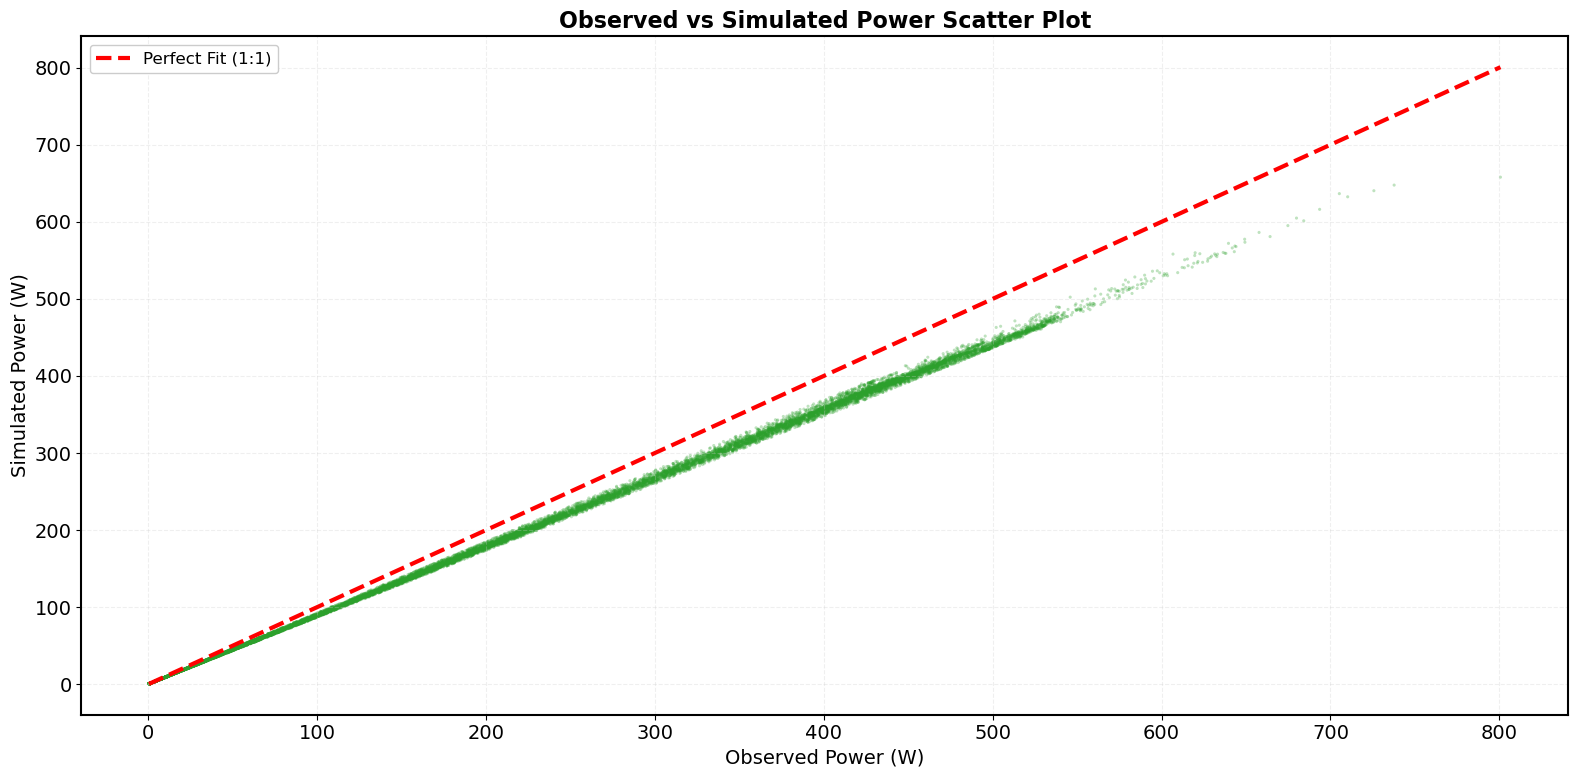 Observed vs Simulated Power Scatter Plot
Perfect Fit (1:1)
800
700
600
500
400
300
200
100
0
Simulated Power (W)
0 100 200 300 400 500 600 700 800
Observed Power (W)